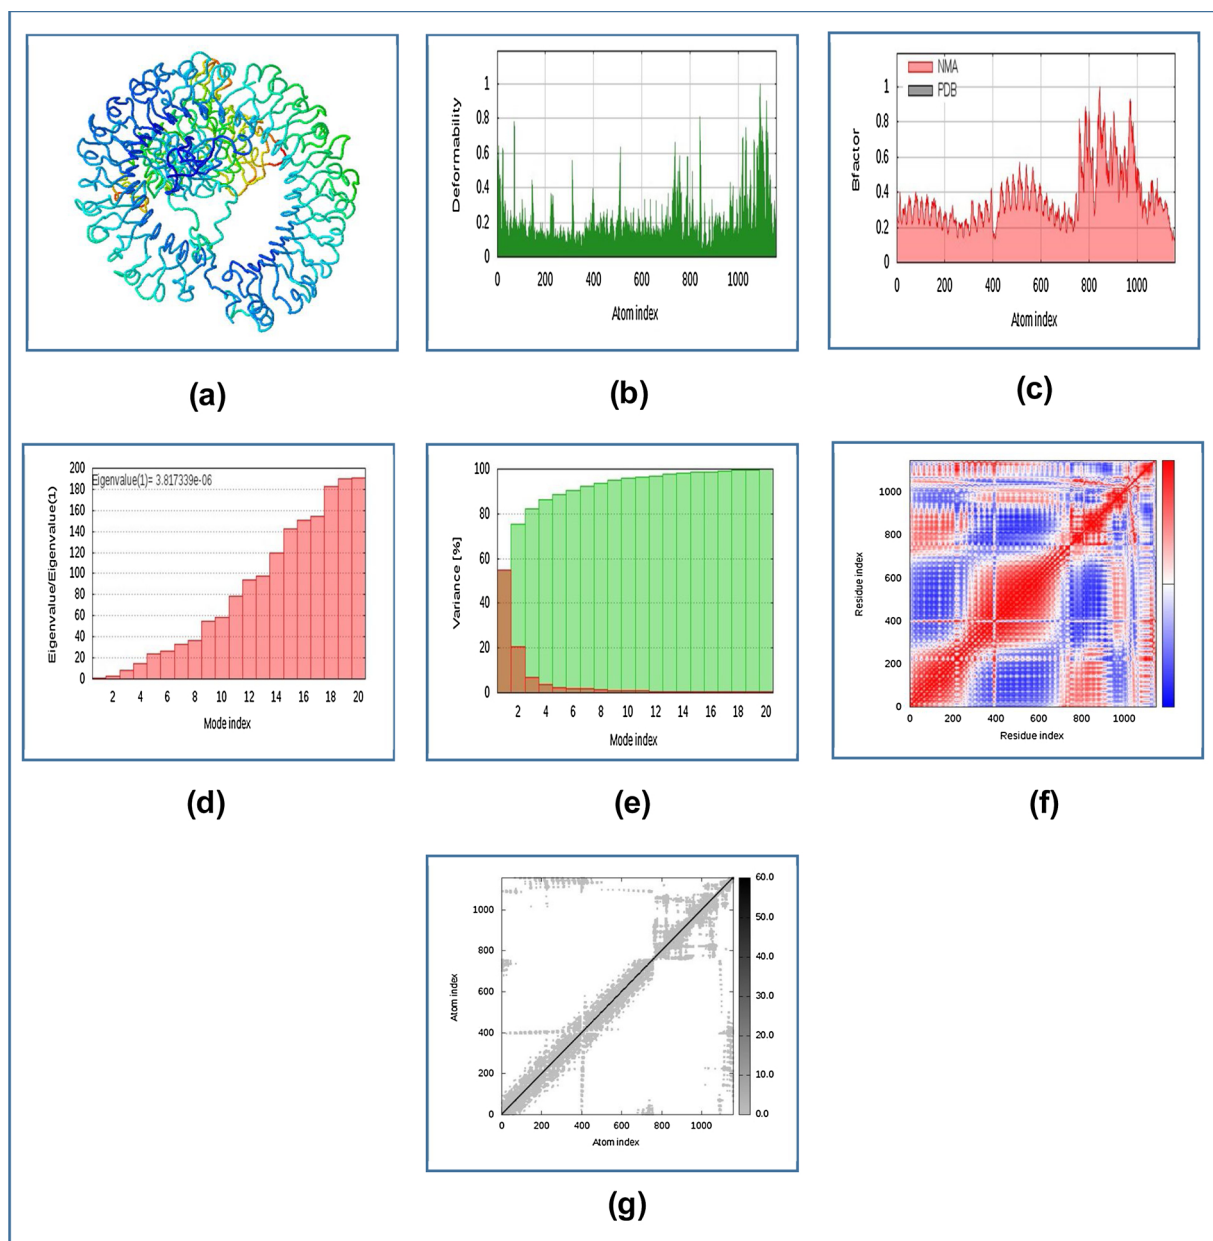 1
0.8
0.6
0.4
0.2
0
Deformability
0 200 400 600 800 1000
Atom index
NMA
PDB
1
0.8
0.6
0.4
0.2
0
Bfactor
0 200 400 600 800 1000
Atom index
(a)
(b)
(c)
200
180
160
140
120
100
80
60
40
20
0
Eigenvalue(1)= 3.817339e-06
Eigenvalue/Eigenvalue(1)
2 4 6 8 10 12 14 16 18 20
Mode index
100
80
60
40
20
0
Variance [%]
2 4 6 8 10 12 14 16 18 20
Mode index
1000
800
600
400
200
0
Residue index
0 200 400 600 800 1000
Residue index
(d)
(e)
(f)
1000
800
600
400
200
0
Atom index
0 200 400 600 800 1000
Atom index
60.0
50.0
40.0
30.0
20.0
10.0
0.0
(g)